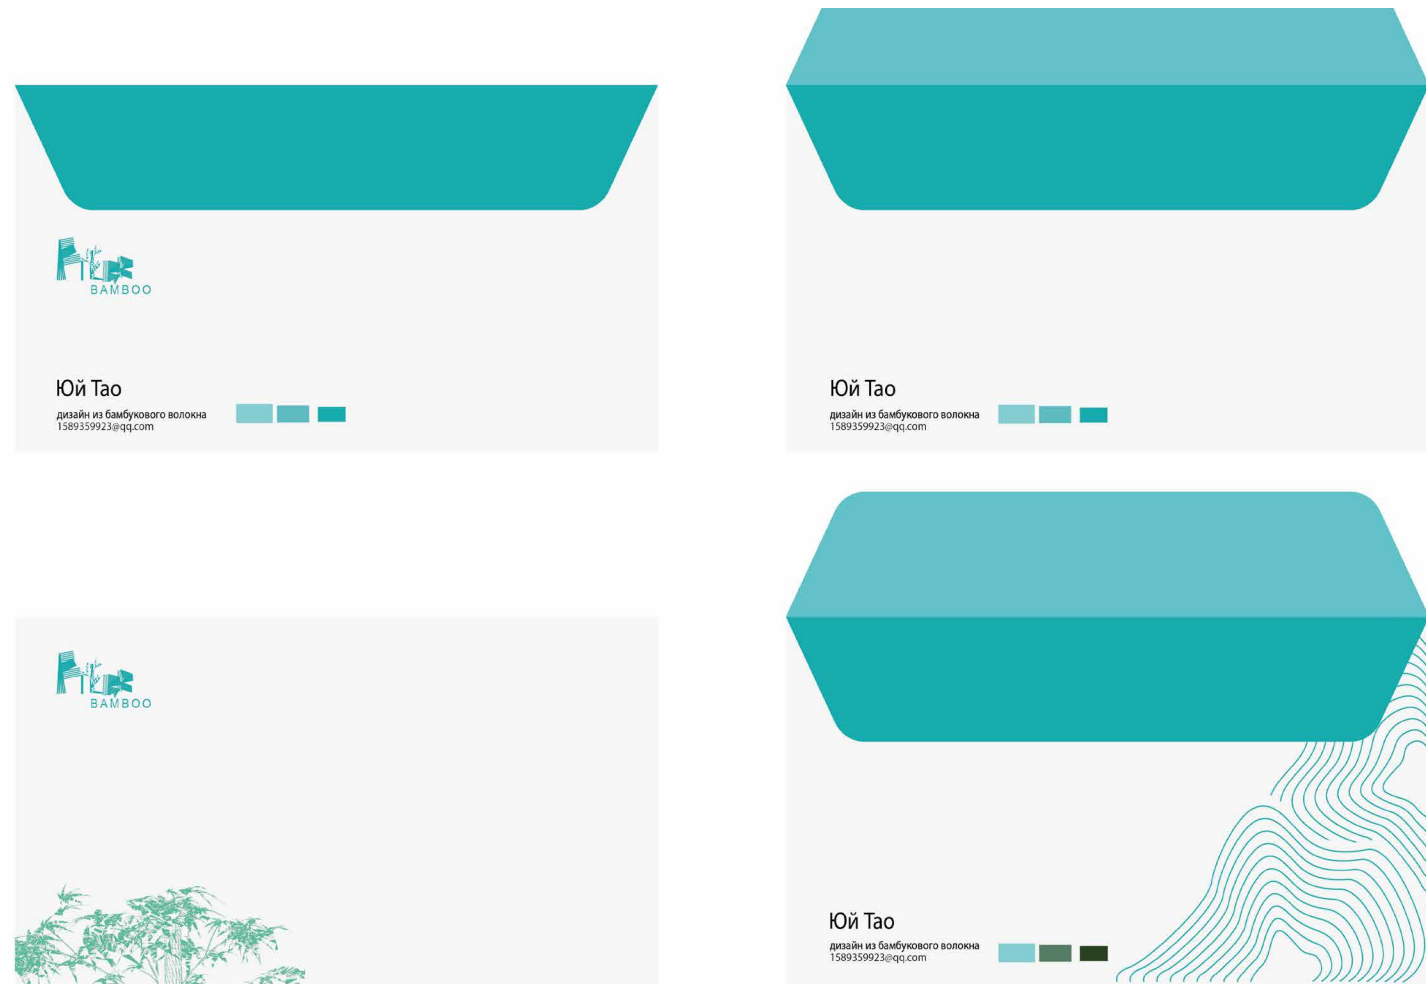 BAMBOO
Юй Тао
дизайн из бамбукового волокна
1589359923@qq.com
Юй Тао
дизайн из бамбукового волокна
1589359923@qq.com
BAMBOO
Юй Тао
дизайн из бамбукового волокна
1589359923@qq.com